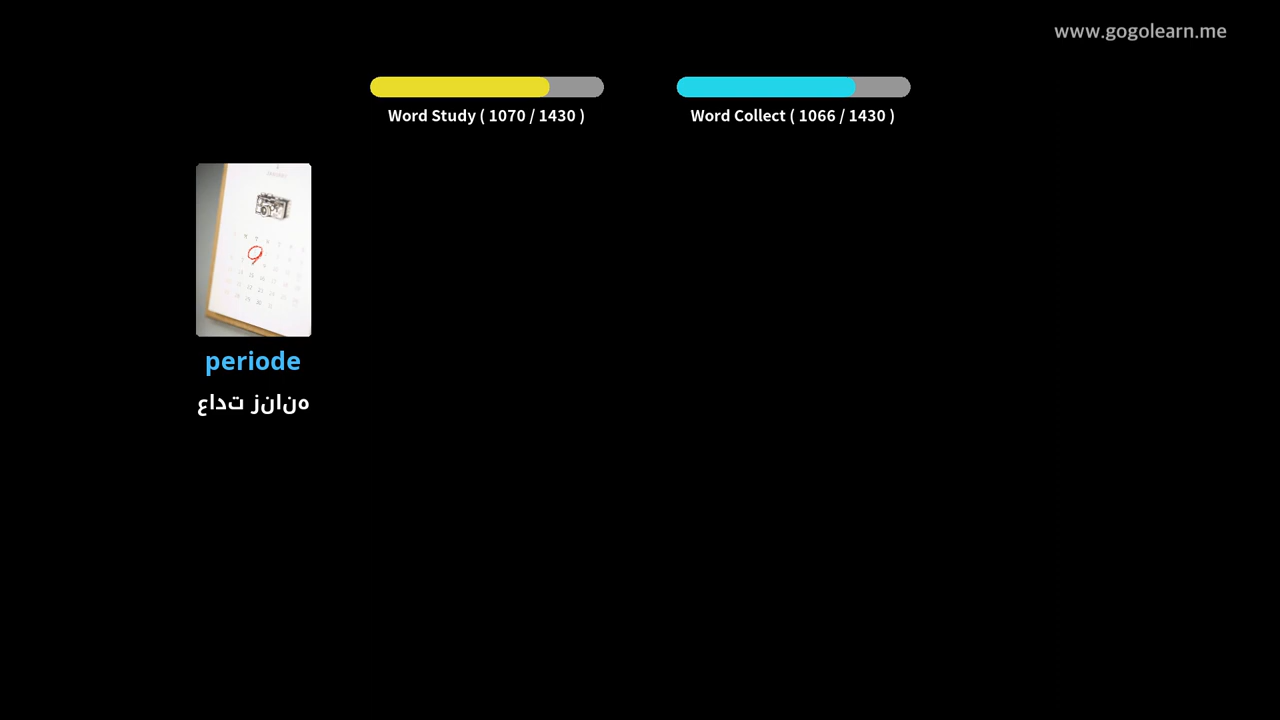 www.gogolearn.me
Word Study ( 1070 / 1430 )
Word Collect ( 1066 / 1430 )
periode
عادت زنانه